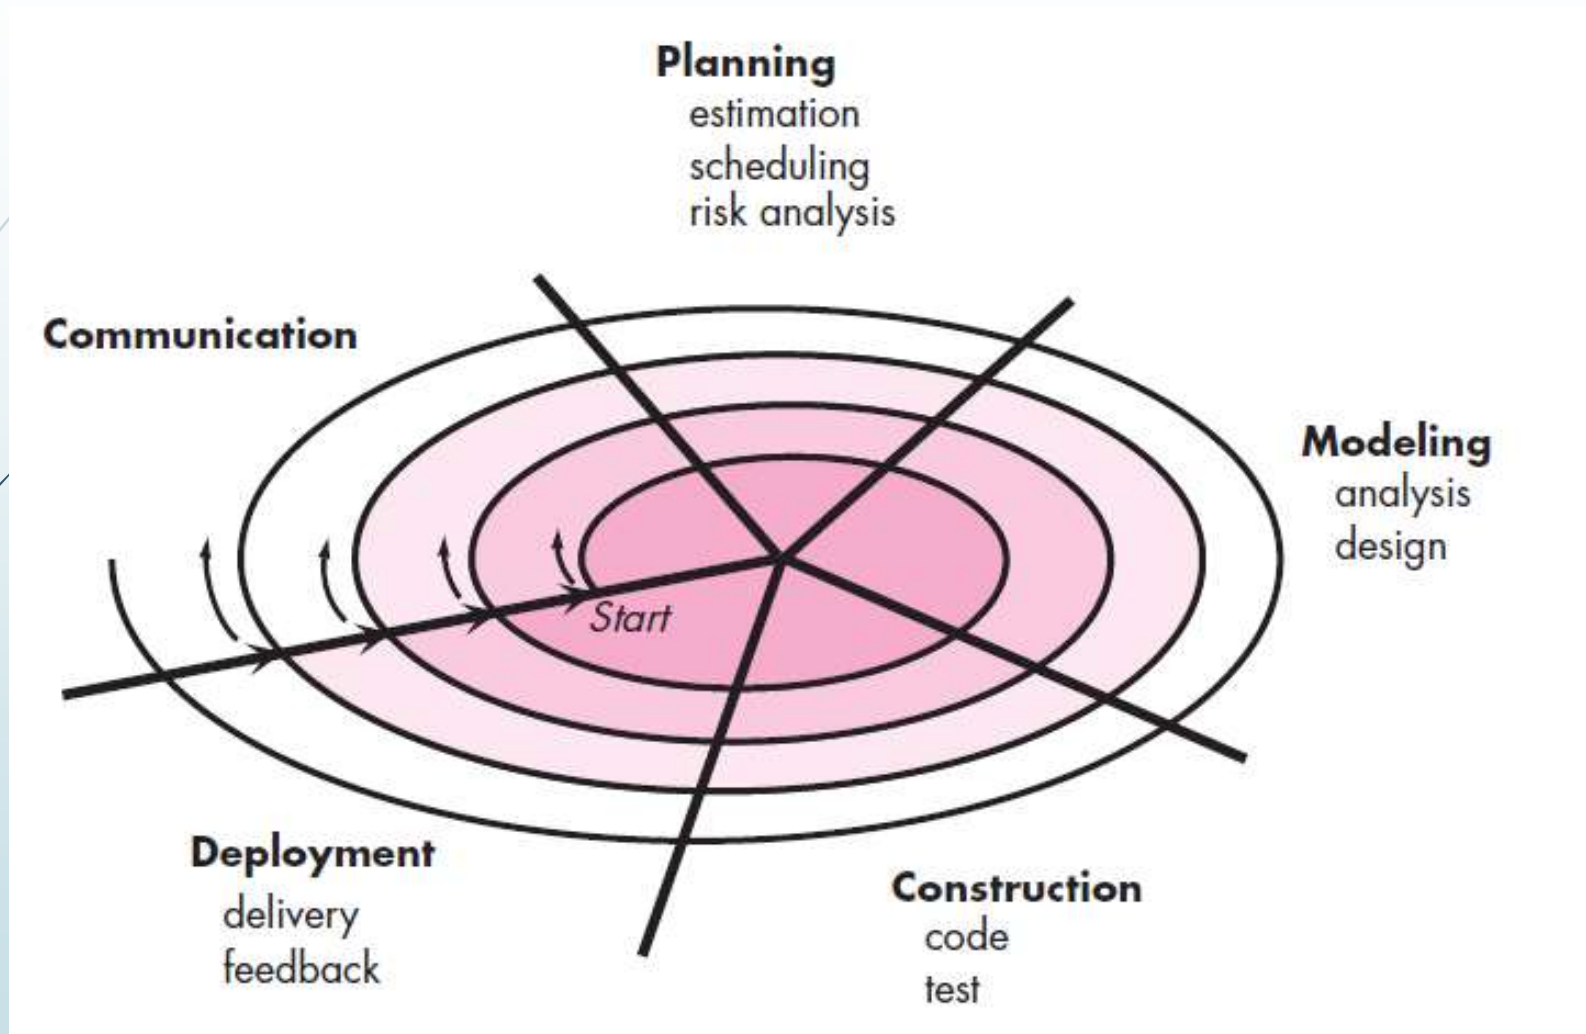 Planning
estimation
scheduling
risk analysis
Communication
Modeling
analysis
design
Start
Deployment
delivery
feedback
Construction
code
test